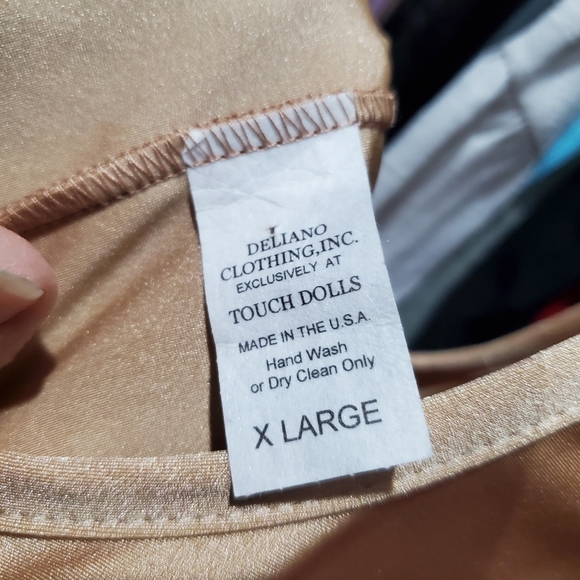 DELIANO
CLOTHING,INC.
EXCLUSIVELY AT
TOUCH DOLLS
MADE IN THE U.S.A.
Hand Wash
or Dry Clean Only
X LARGE